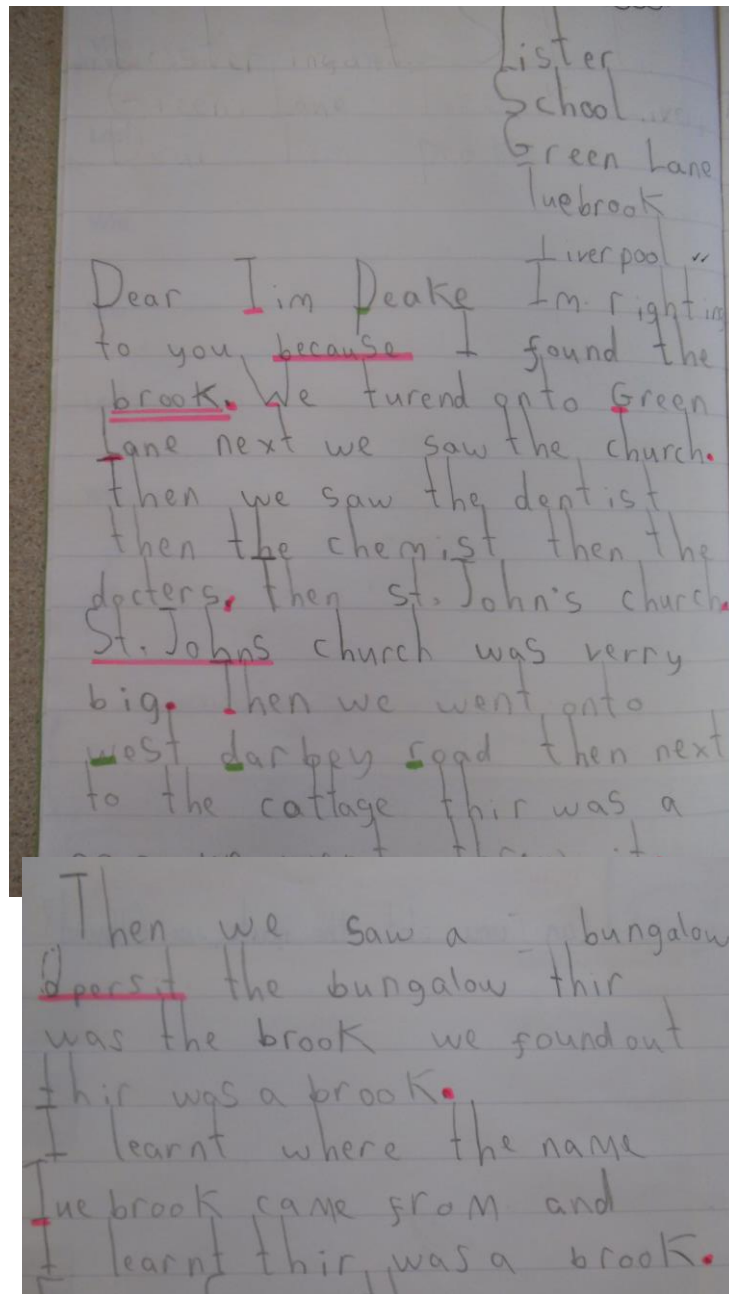 Lister
School
Green Lane
Tuebrook
Liverpool
Dear Tim Deake Im righting
to you because I found the
brook. We turend onto Green
Lane next we saw the church.
then we saw the dentist
then the chemist then the
docters. then st. John's church.
St. Johns church was verry
big. Then we went onto
west darbey road then next
to the cattage thir was a
Then we saw a bungalow
Opersit the bungalow thir
was the brook we found out
thir was a brook.
I learnt where the name
Tuebrook came from and
I learnt thir was a brook.